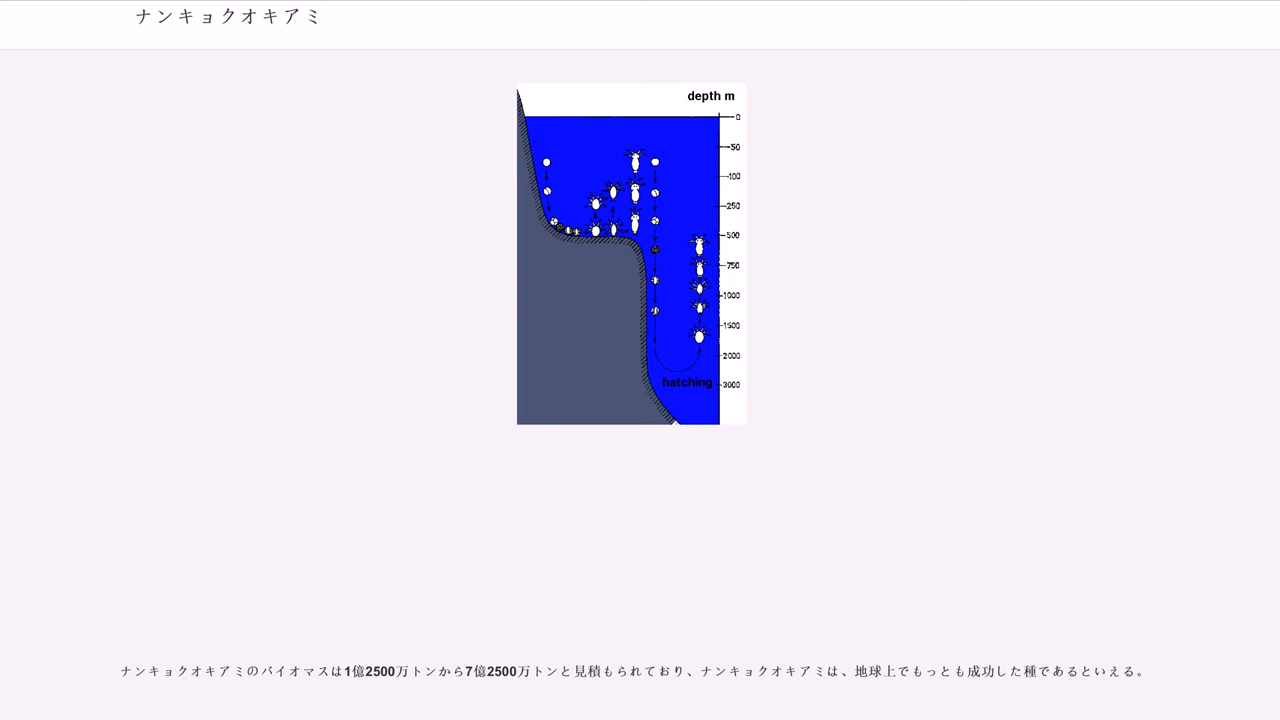 ナンキョクオキアミ
depth m
0
50
100
250
500
750
1000
1500
2000
hatching
3000
ナンキョクオキアミのバイオマスは1億2500万トンから7億2500万トンと見積もられており、ナンキョクオキアミは、地球上でもっとも成功した種であるといえる。